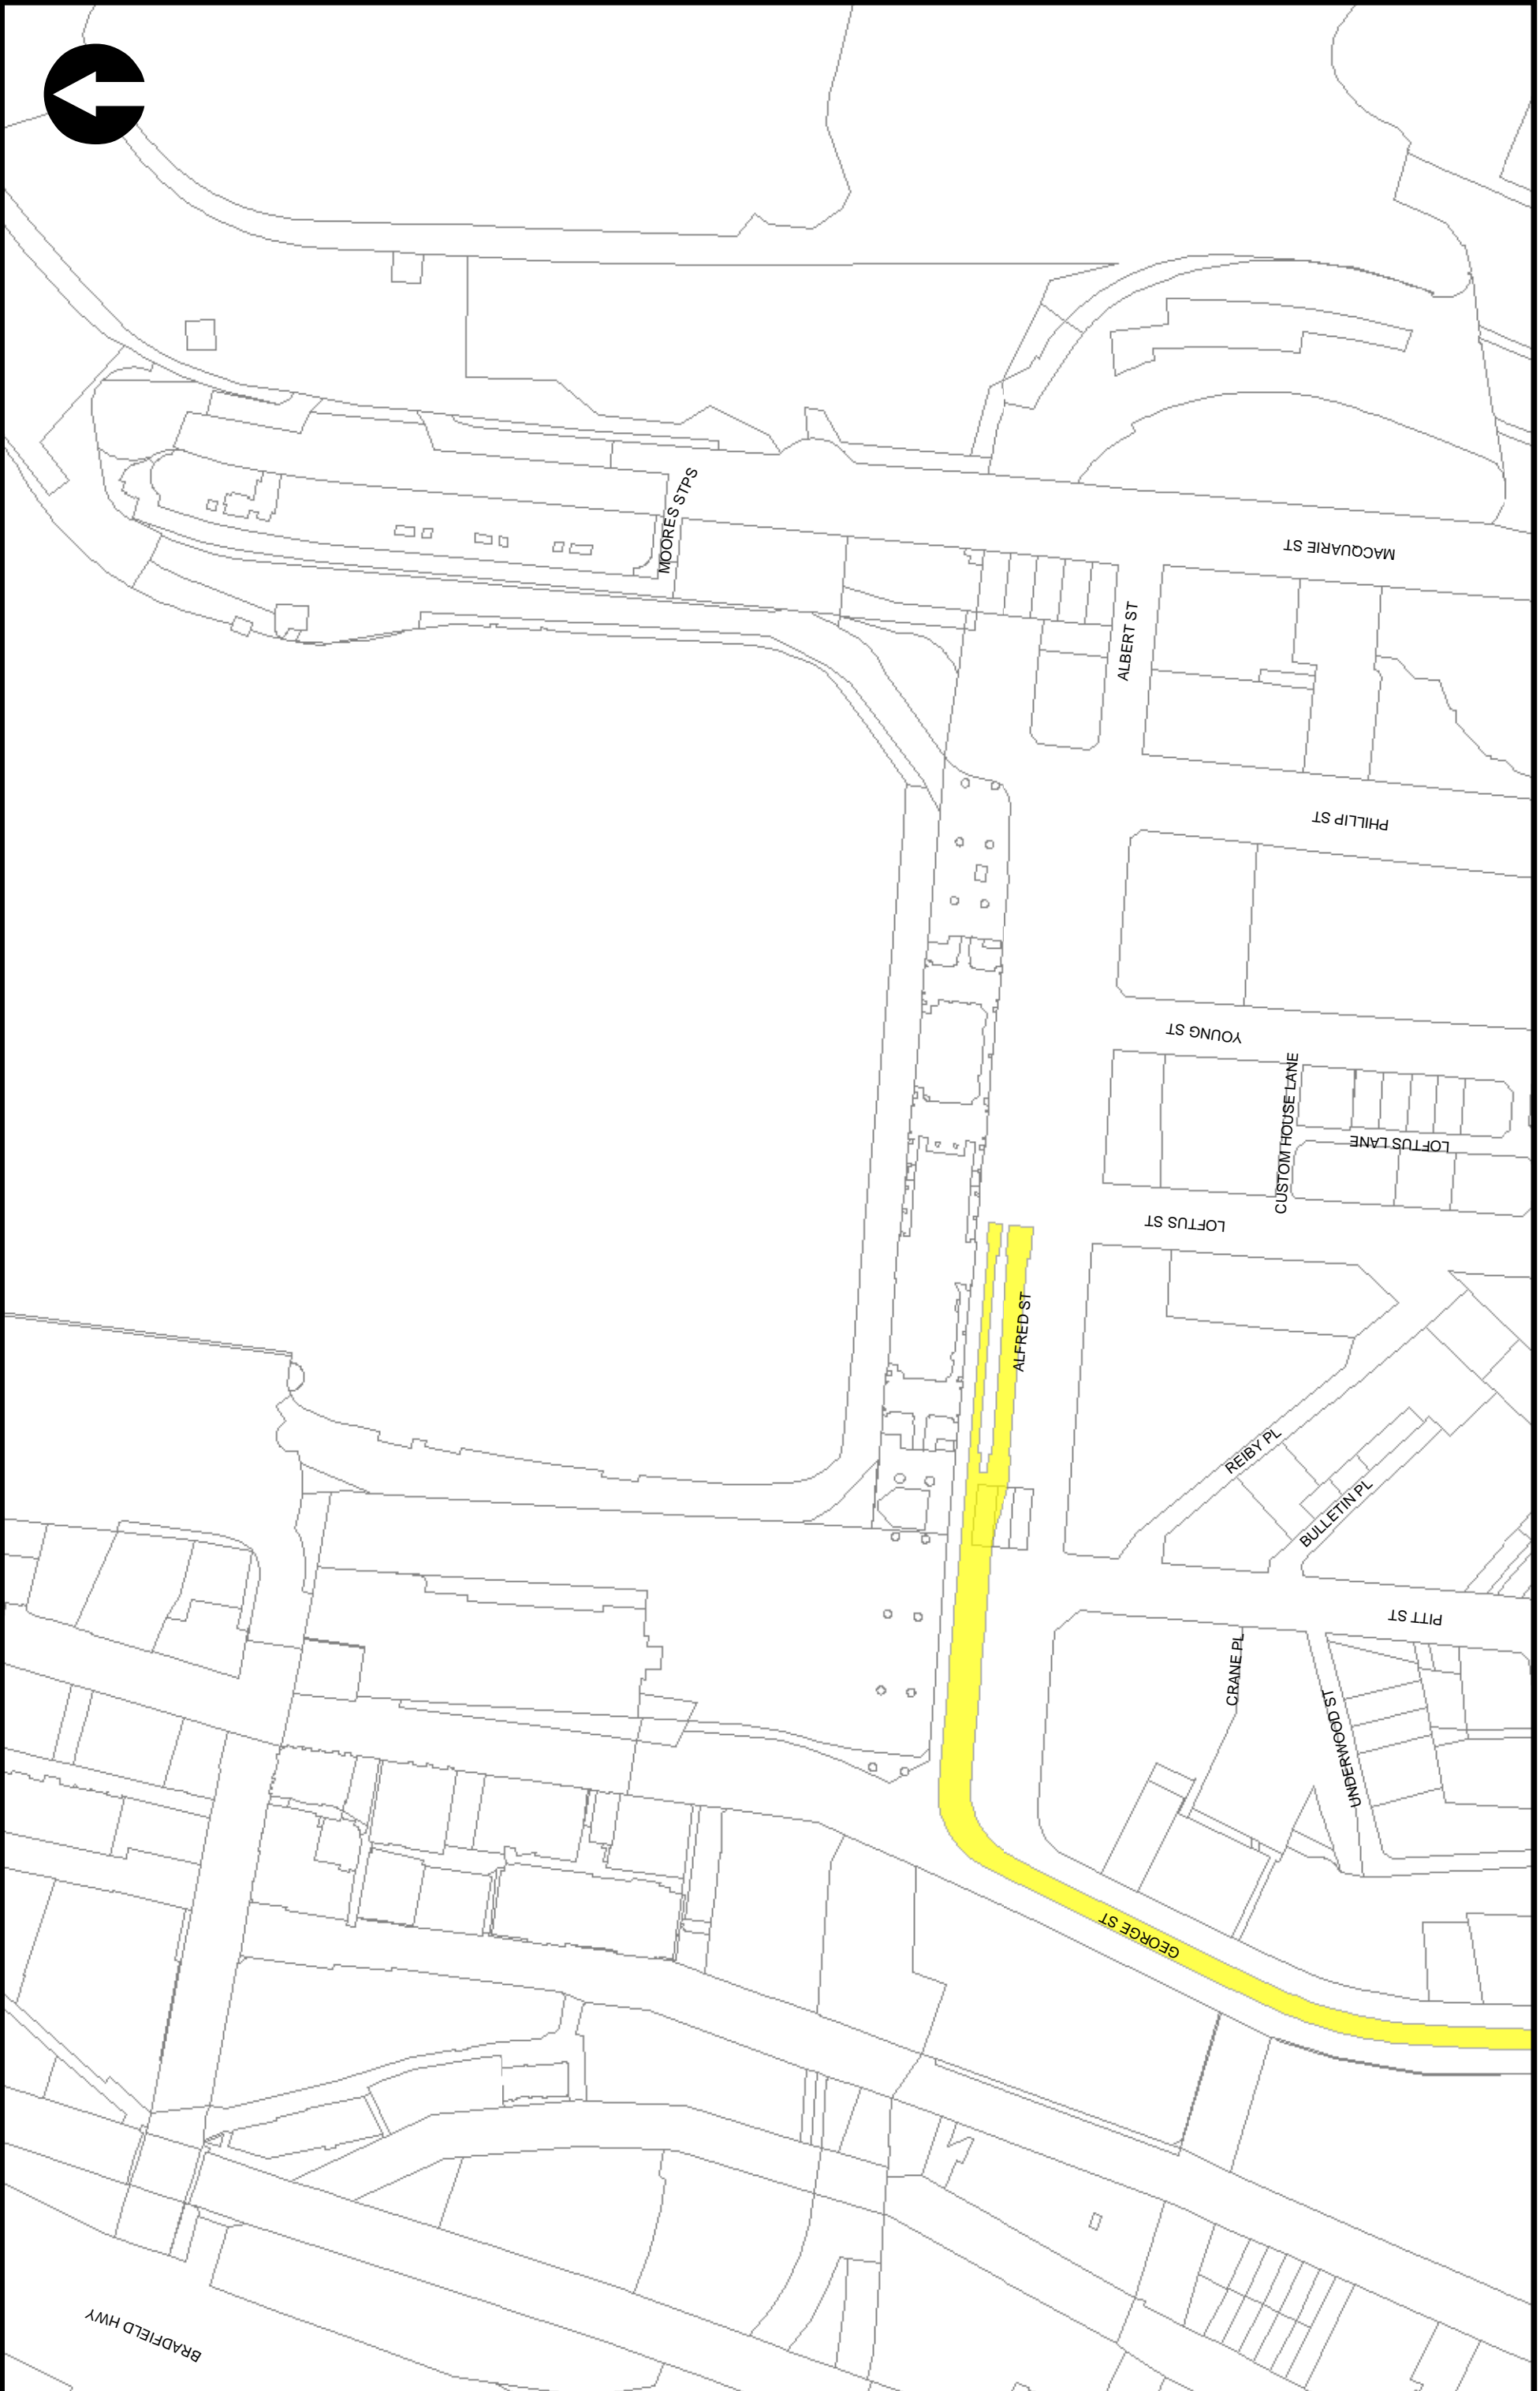 MOORES STPS
MACQUARIE ST
ALBERT ST
PHILLIP ST
YOUNG ST
CUSTOM HOUSE LANE
LOFTUS LANE
LOFTUS ST
ALFRED ST
REIBY PL
BULLETIN PL
PITT ST
CRANE PL
UNDERWOOD ST
GEORGE ST
BRADFIELD HWY